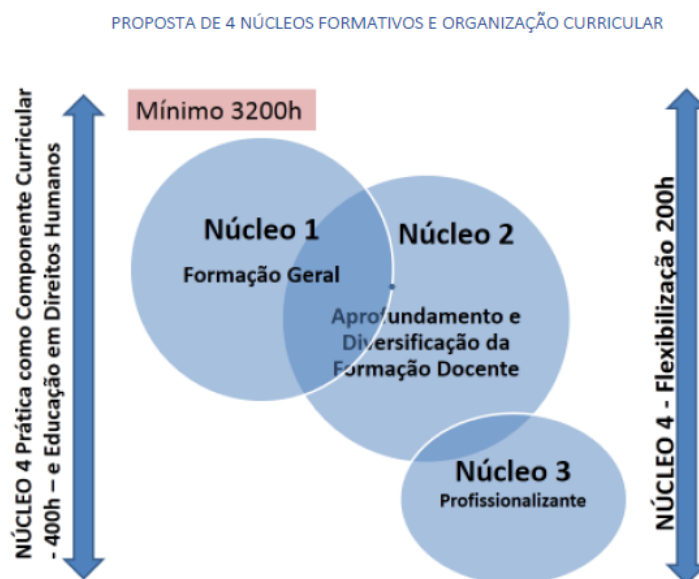 PROPOSTA DE 4 NÚCLEOS FORMATIVOS E ORGANIZAÇÃO CURRICULAR
NÚCLEO 4 Prática como Componente Curricular
- 400h – e Educação em Direitos Humanos
Mínimo 3200h
Núcleo 1
Formação Geral
Núcleo 2
Aprofundamento e
Diversificação da
Formação Docente
Núcleo 3
Profissionalizante
NÚCLEO 4 - Flexibilização 200h